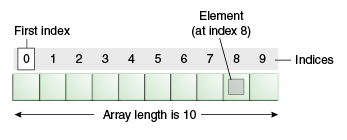 Element
(at index 8)
First index
0 1 2 3 4 5 6 7 8 9
Indices
Array length is 10